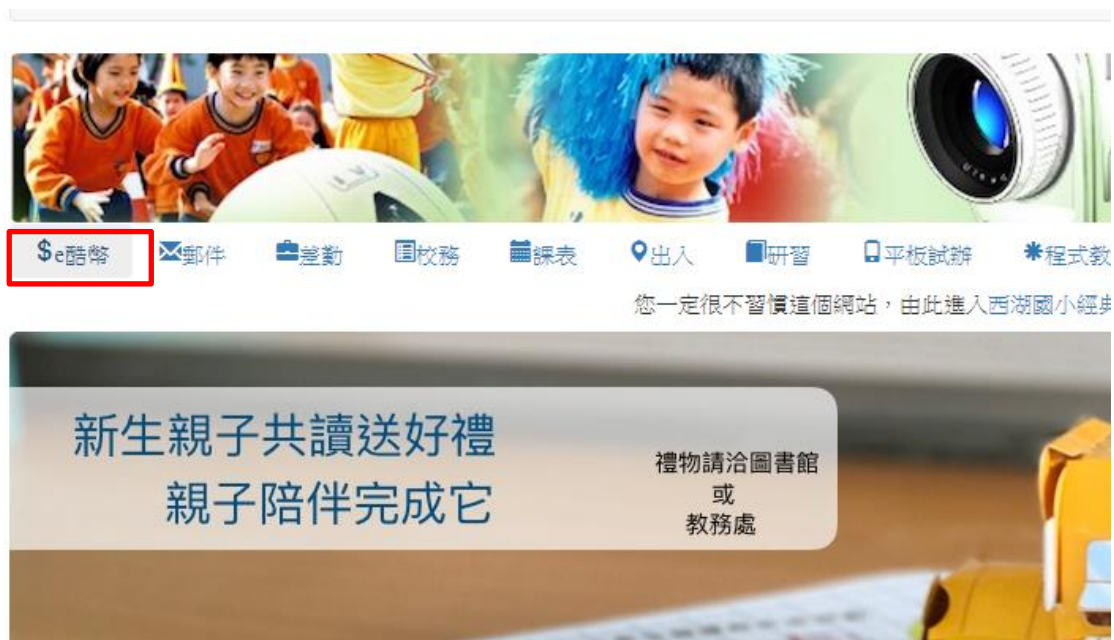 $e酷幣 郵件 差勤 校務 課表 出入 研習 平板試辦 程式教
您一定很不習慣這個網站，由此進入西湖國小經典
新生親子共讀送好禮
親子陪伴完成它
禮物請洽圖書館
或
教務處